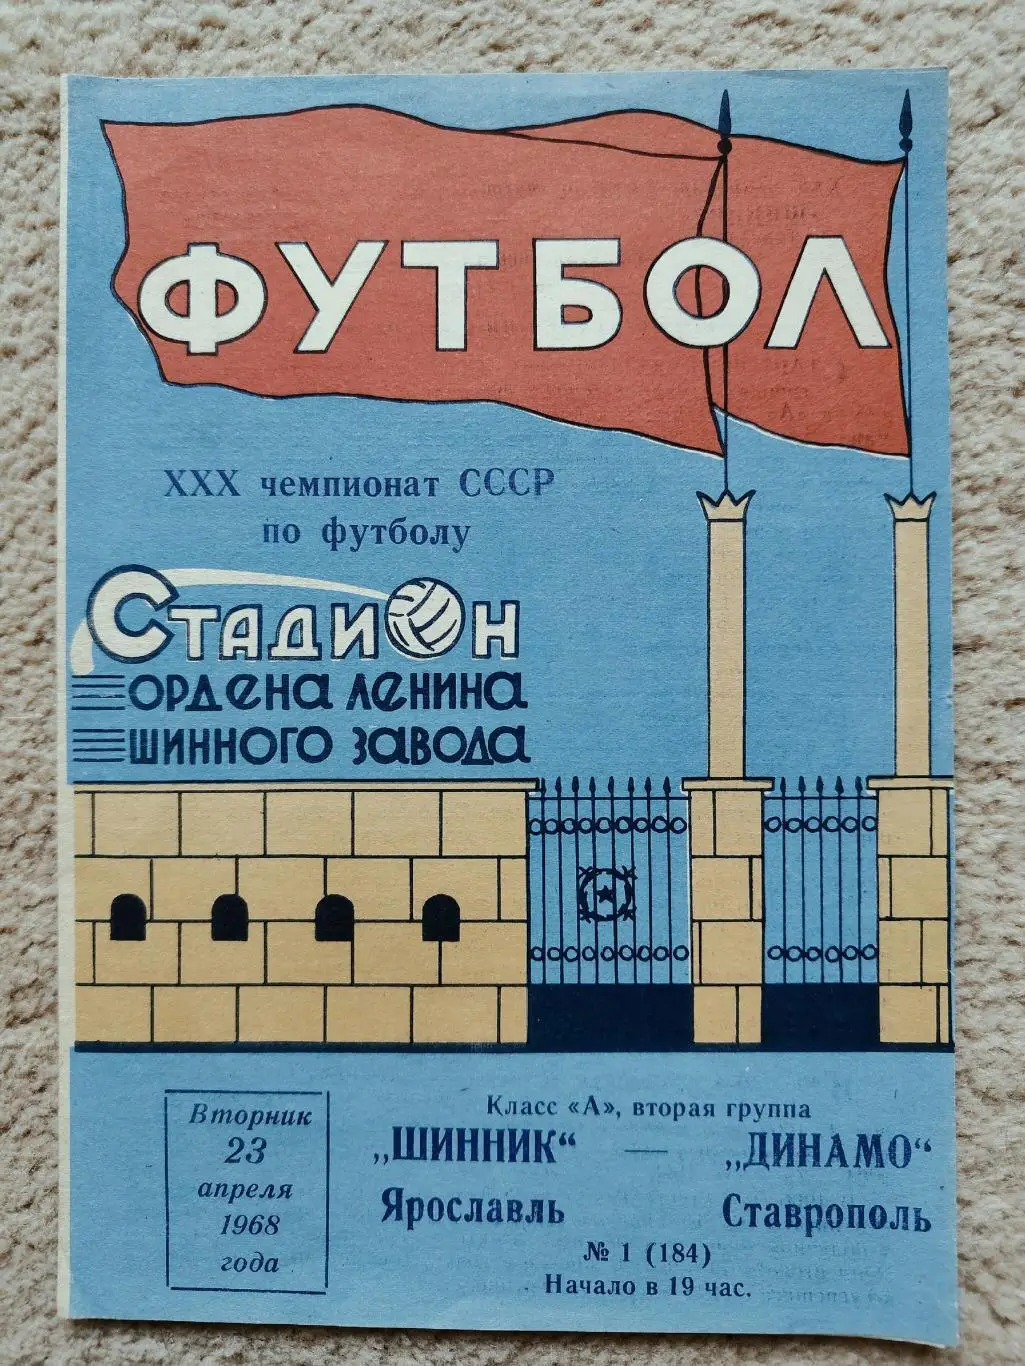 ФУТБОЛ
XXX чемпионат СССР
по футболу
СТАДИОН
ОРДЕНА ЛЕНИНА
ШИННОГО ЗАВОДА
Вторник
23
апреля
1968
года
Класс «А», вторая группа
„ШИННИК“ — „ДИНАМО“
Ярославль Ставрополь
№ 1 (184)
Начало в 19 час.